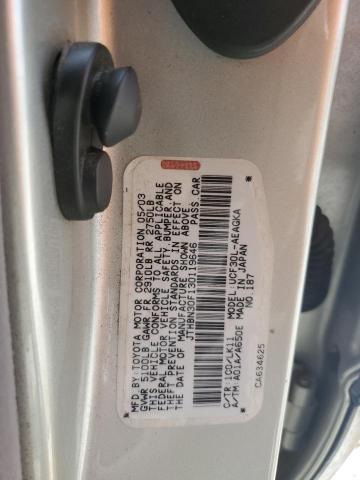 MFD.BY:TOYOTA MOTOR CORPORATION 05/03
GVWR 5100LB GAWR FR 2910LB RR 2750LB
THIS VEHICLE CONFORMS TO ALL APPLICABLE
FEDERAL MOTOR VEHICLE SAFETY,BUMPER,AND
THEFT PREVENTION STANDARDS IN EFFECT ON
THE DATE OF MANUFACTURE SHOWN ABOVE.
JTHBN30F130119646 PASS.CAR
C/TR:1C0/LK11 MODEL:UCF30L-AEAGKA
A/TM:A01A/A650E MADE IN JAPAN
NO.187
CA634625